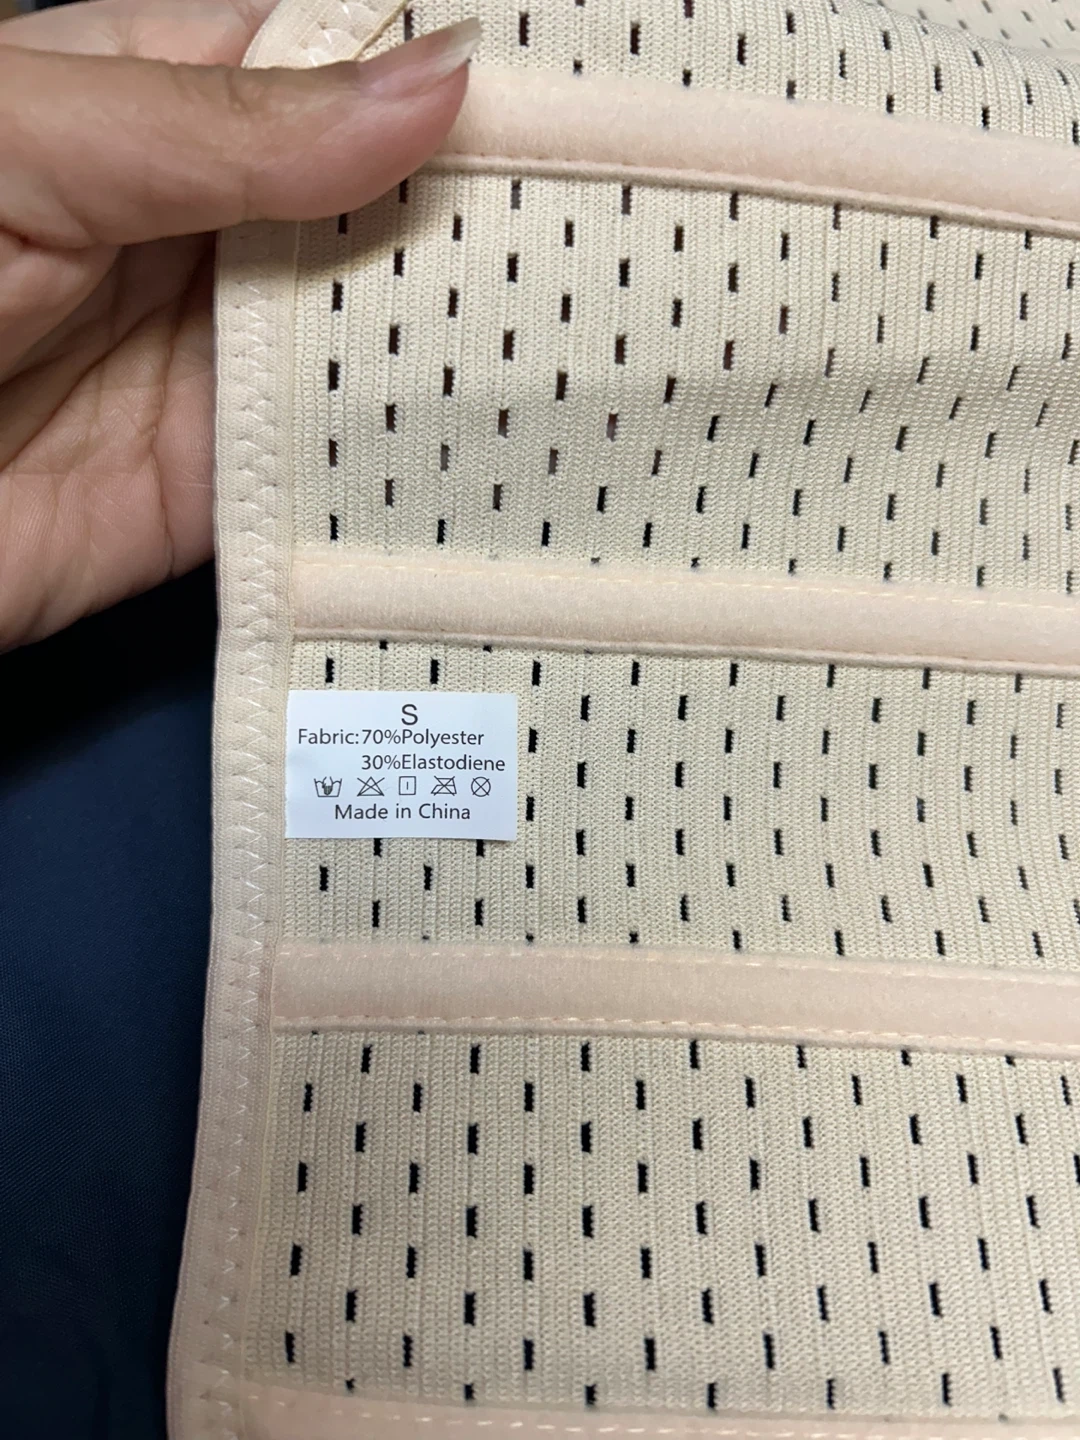 S
Fabric:70%Polyester
30%Elastodiene
Made in China